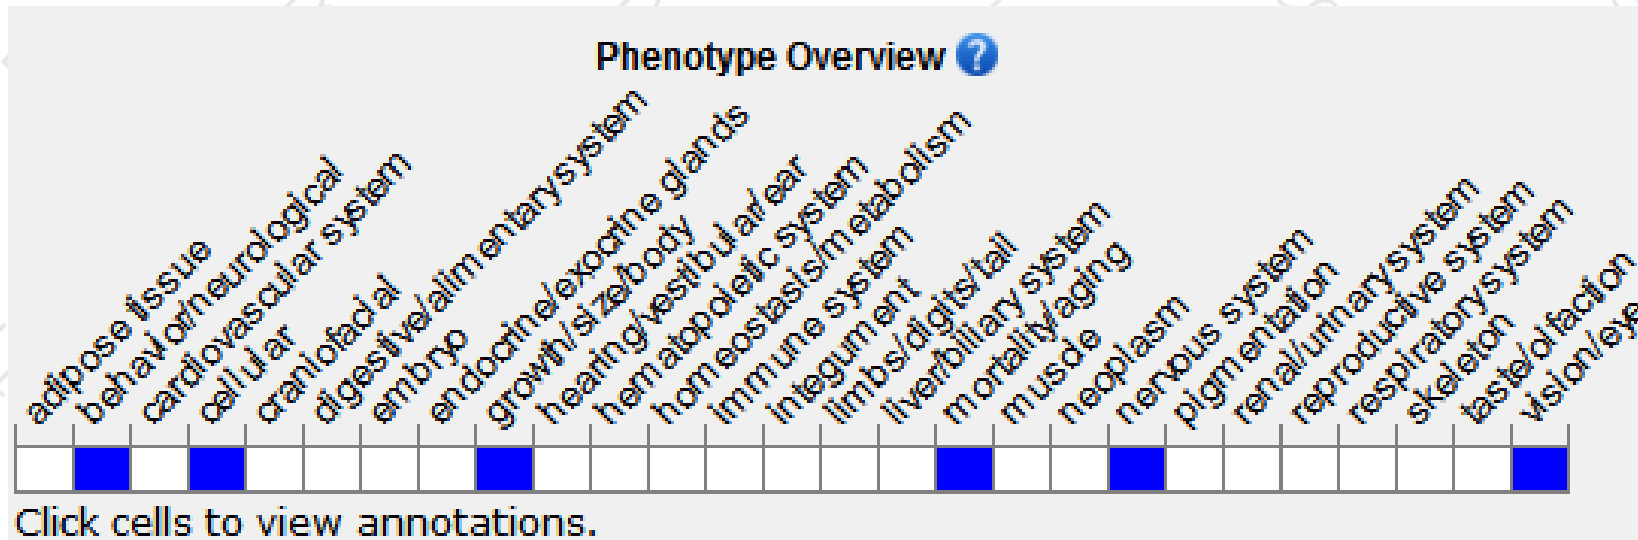 Phenotype Overview ?
adipose tissue
behavior/neurological
cardiovascular system
cellular
craniofacial
digestive/alimentary system
embryo
endocrine/exocrine glands
growth/size/body
hearing/vestibular/ear
hematopoietic system
homeostasis/metabolism
immune system
integument
limbs/digits/tail
liver/biliary system
mortality/aging
muscle
neoplasm
nervous system
pigmentation
renal/urinary system
reproductive system
respiratory system
skeleton
taste/olfaction
vision/eye
Click cells to view annotations.